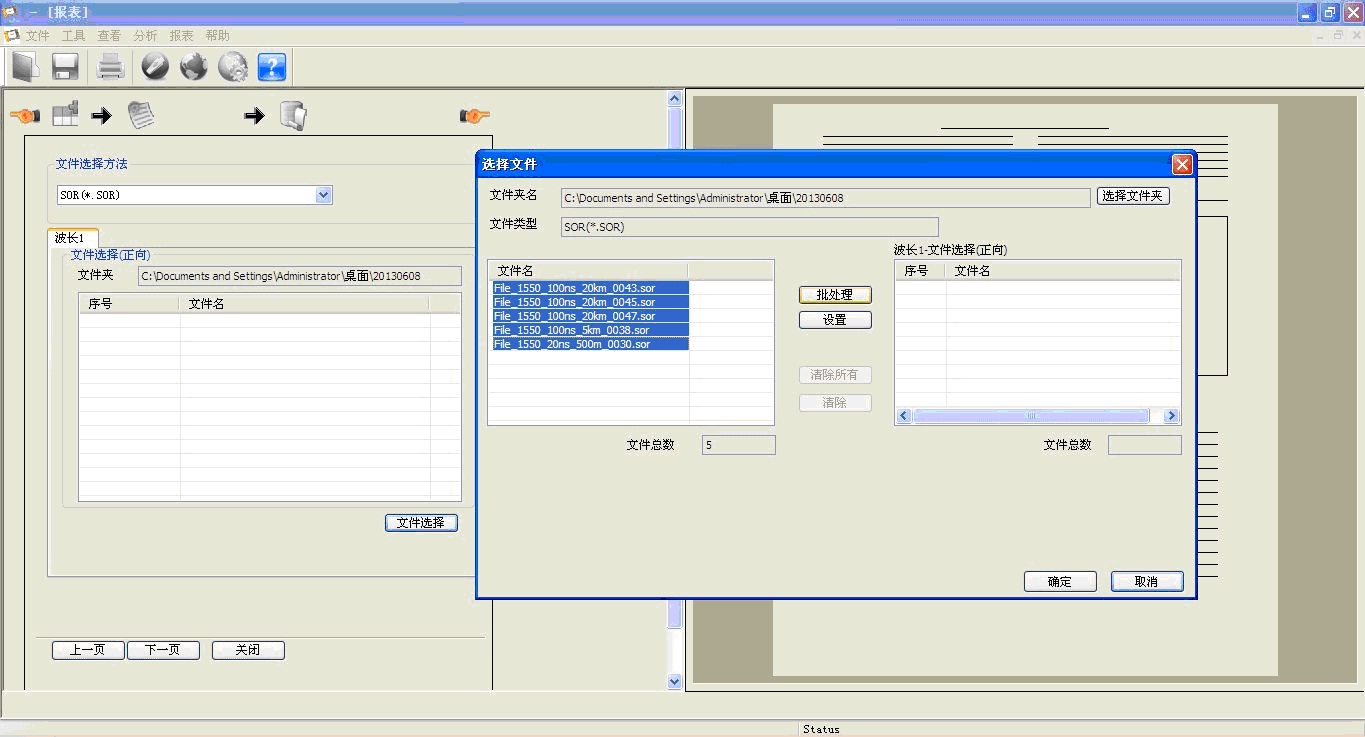 - [报表]
文件 工具 查看 分析 报表 帮助
文件选择方法
SOR(*.SOR)
波长1
文件选择(正向)
文件夹 C:\Documents and Settings\Administrator\桌面\20130608
序号 文件名
文件选择
上一页 下一页 关闭
选择文件
文件夹名 C:\Documents and Settings\Administrator\桌面\20130608 选择文件夹
文件类型 SOR(*.SOR)
文件名
File_1550_100ns_20km_0043.sor
File_1550_100ns_20km_0045.sor
File_1550_100ns_20km_0047.sor
File_1550_100ns_5km_0038.sor
File_1550_20ns_500m_0030.sor
文件总数 5
批处理
设置
清除所有
清除
波长1-文件选择(正向)
序号 文件名
文件总数
确定 取消
Status